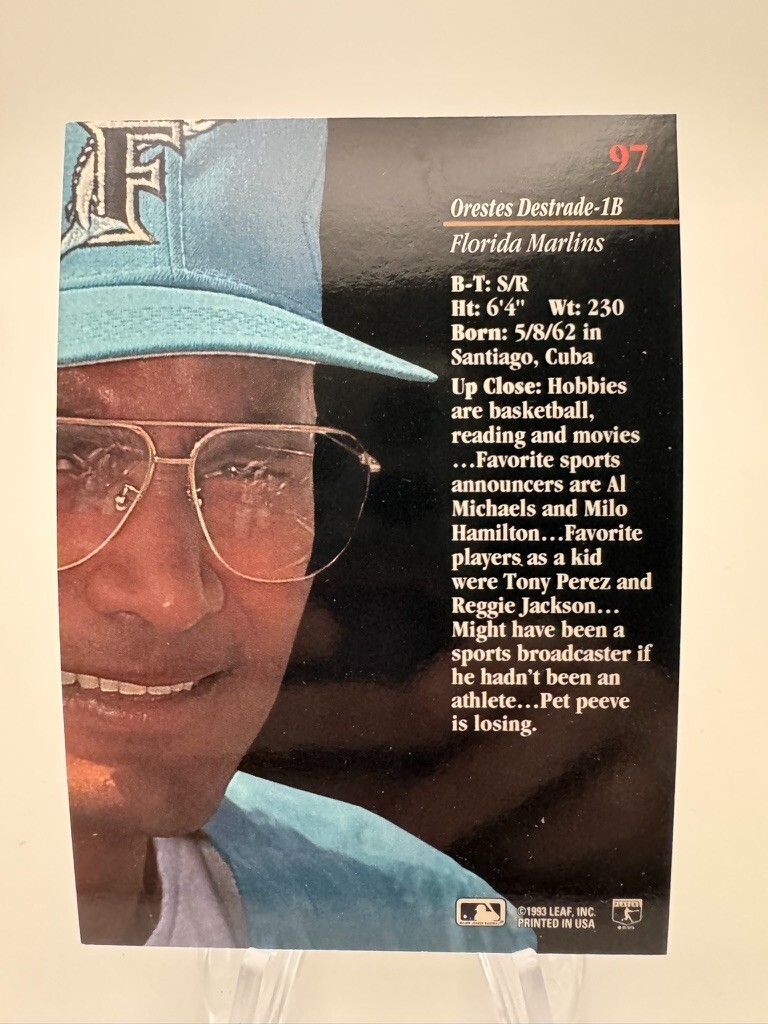 F
97
Orestes Destrade-1B
Florida Marlins
B-T: S/R
Ht: 6'4" Wt: 230
Born: 5/8/62 in
Santiago, Cuba
Up Close: Hobbies
are basketball,
reading and movies
...Favorite sports
announcers are Al
Michaels and Milo
Hamilton...Favorite
players as a kid
were Tony Perez and
Reggie Jackson...
Might have been a
sports broadcaster if
he hadn't been an
athlete...Pet peeve
is losing.
©1993 LEAF, INC.
PRINTED IN USA